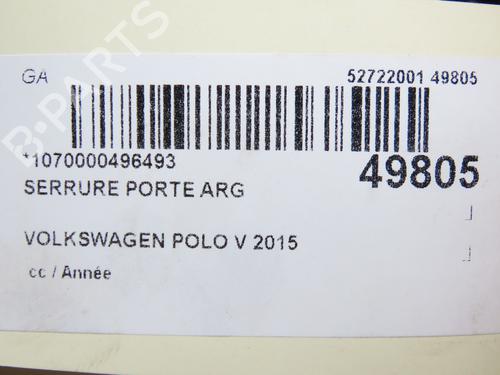 GA
52722001 49805
*1070000496493
49805
SERRURE PORTE ARG
VOLKSWAGEN POLO V 2015
cc / Année
B-PARTS